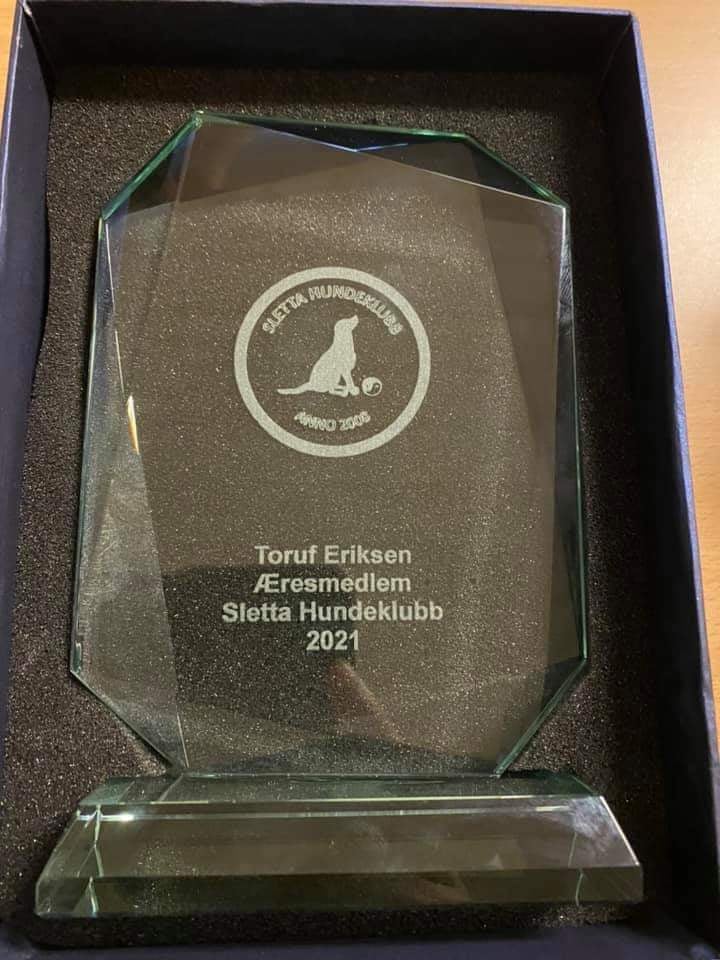 SLETTA HUNDEKLUBB
ANNO 2008
Toruf Eriksen
Æresmedlem
Sletta Hundeklubb
2021